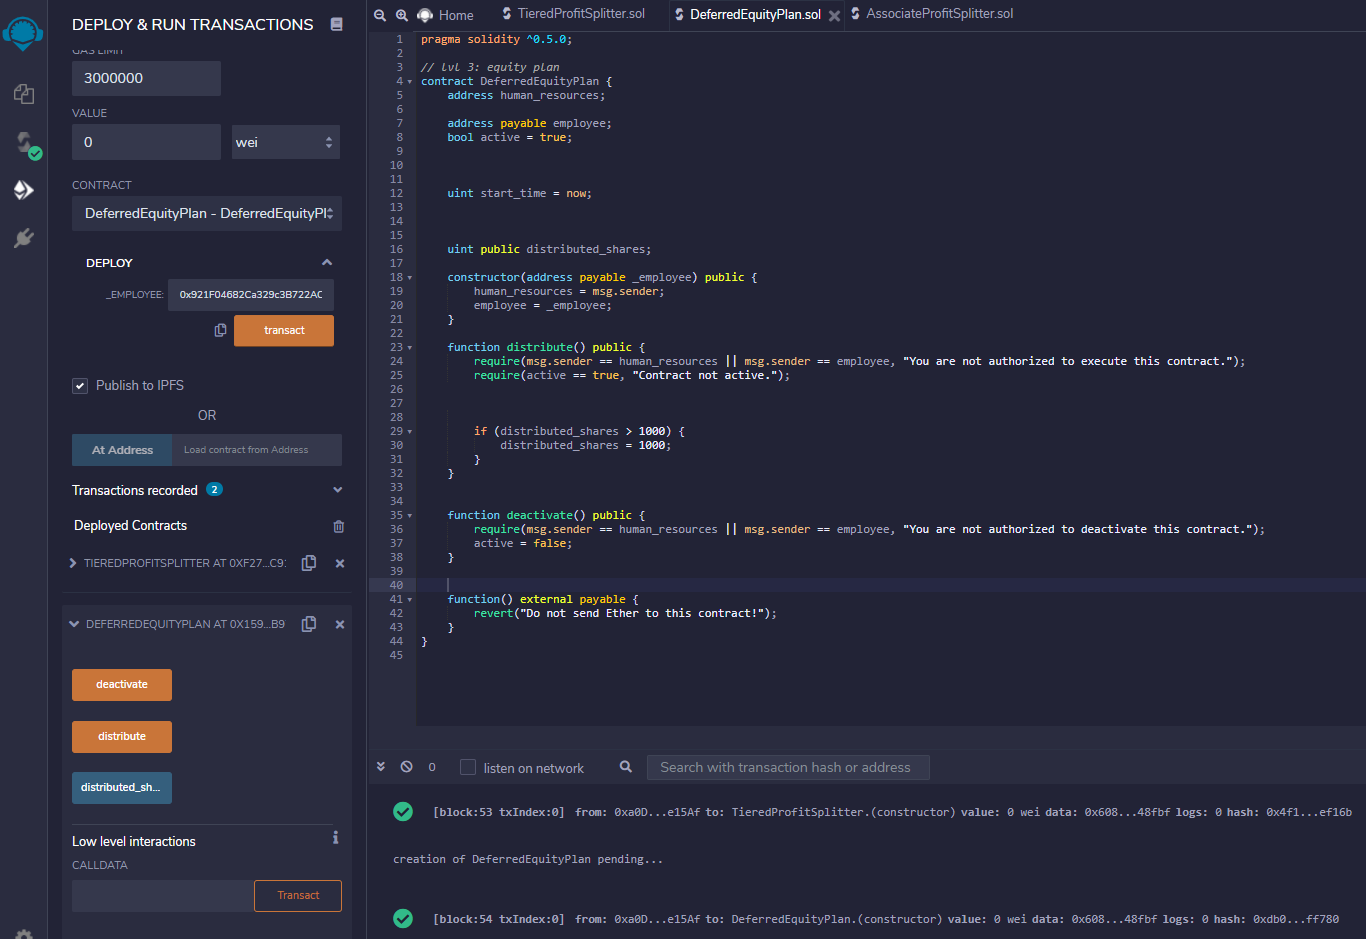 DEPLOY & RUN TRANSACTIONS
GAS LIMIT
3000000
VALUE
0
wei
CONTRACT
DeferredEquityPlan - DeferredEquityPl
DEPLOY
_EMPLOYEE:
0x921F04682Ca329c3B722AC
transact
Publish to IPFS
OR
At Address
Load contract from Address
Transactions recorded 2
Deployed Contracts
TIEREDPROFITSPLITTER AT 0XF27...C9:
DEFERREDEQUITYPLAN AT 0X159...B9
deactivate
distribute
distributed_sh...
Low level interactions
CALLDATA
Transact
Home
TieredProfitSplitter.sol
DeferredEquityPlan.sol
AssociateProfitSplitter.sol
1 pragma solidity ^0.5.0;
2
3 // lvl 3: equity plan
4 contract DeferredEquityPlan {
5 address human_resources;
6
7 address payable employee;
8 bool active = true;
9
10
11
12 uint start_time = now;
13
14
15
16 uint public distributed_shares;
17
18 constructor(address payable _employee) public {
19 human_resources = msg.sender;
20 employee = _employee;
21 }
22
23 function distribute() public {
24 require(msg.sender == human_resources || msg.sender == employee, "You are not authorized to execute this contract.");
25 require(active == true, "Contract not active.");
26
27
28
29 if (distributed_shares > 1000) {
30 distributed_shares = 1000;
31 }
32 }
33
34
35 function deactivate() public {
36 require(msg.sender == human_resources || msg.sender == employee, "You are not authorized to deactivate this contract.");
37 active = false;
38 }
39
40
41 function() external payable {
42 revert("Do not send Ether to this contract!");
43 }
44 }
45
0
listen on network
Search with transaction hash or address
[block:53 txIndex:0] from: 0xa0D...e15Af to: TieredProfitSplitter.(constructor) value: 0 wei data: 0x608...48fbf logs: 0 hash: 0x4f1...ef16b
creation of DeferredEquityPlan pending...
[block:54 txIndex:0] from: 0xa0D...e15Af to: DeferredEquityPlan.(constructor) value: 0 wei data: 0x608...48fbf logs: 0 hash: 0xdb0...ff780